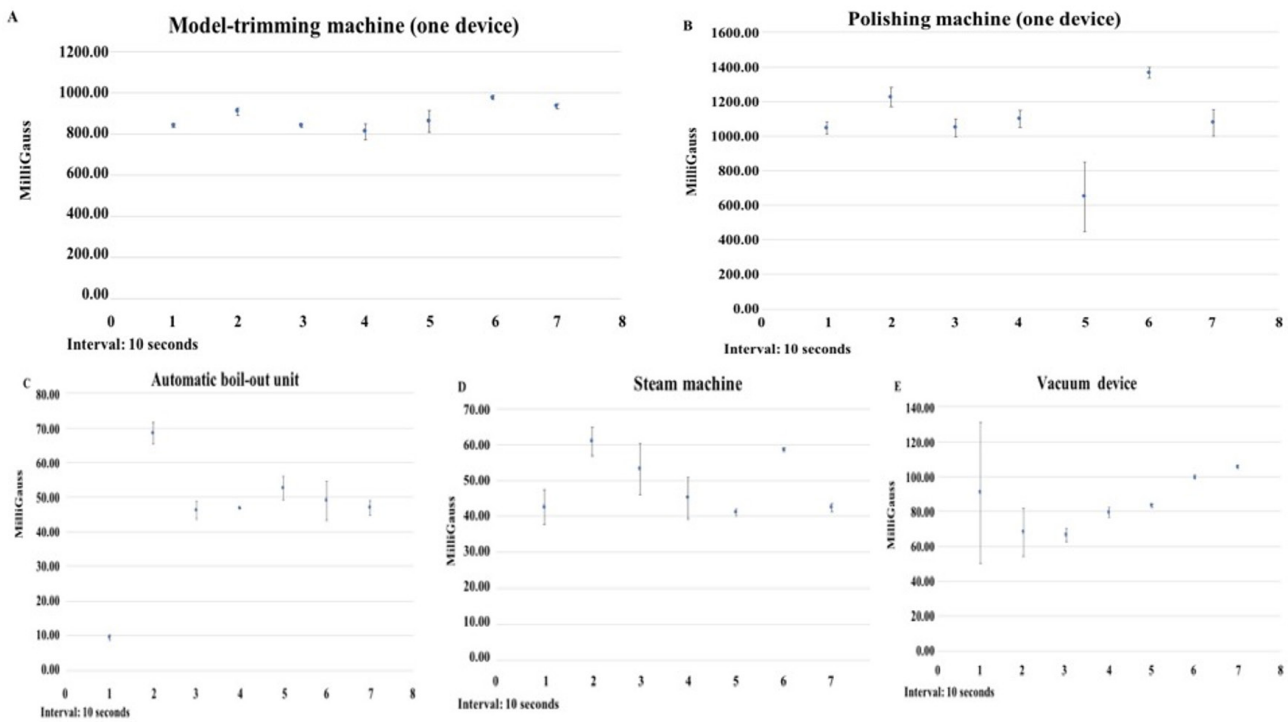 A
Model-trimming machine (one device)
1200.00
1000.00
800.00
600.00
400.00
200.00
0.00
MilliGauss
0 1 2 3 4 5 6 7 8
Interval: 10 seconds
B
Polishing machine (one device)
1600.00
1400.00
1200.00
1000.00
800.00
600.00
400.00
200.00
0.00
MilliGauss
0 1 2 3 4 5 6 7 8
Interval: 10 seconds
C
Automatic boil-out unit
80.00
70.00
60.00
50.00
40.00
30.00
20.00
10.00
0.00
MilliGauss
0 1 2 3 4 5 6 7 8
Interval: 10 seconds
D
Steam machine
70.00
60.00
50.00
40.00
30.00
20.00
10.00
0.00
MilliGauss
0 1 2 3 4 5 6 7
Interval: 10 seconds
E
Vacuum device
140.00
120.00
100.00
80.00
60.00
40.00
20.00
0.00
MilliGauss
0 1 2 3 4 5 6 7 8
Interval: 10 seconds